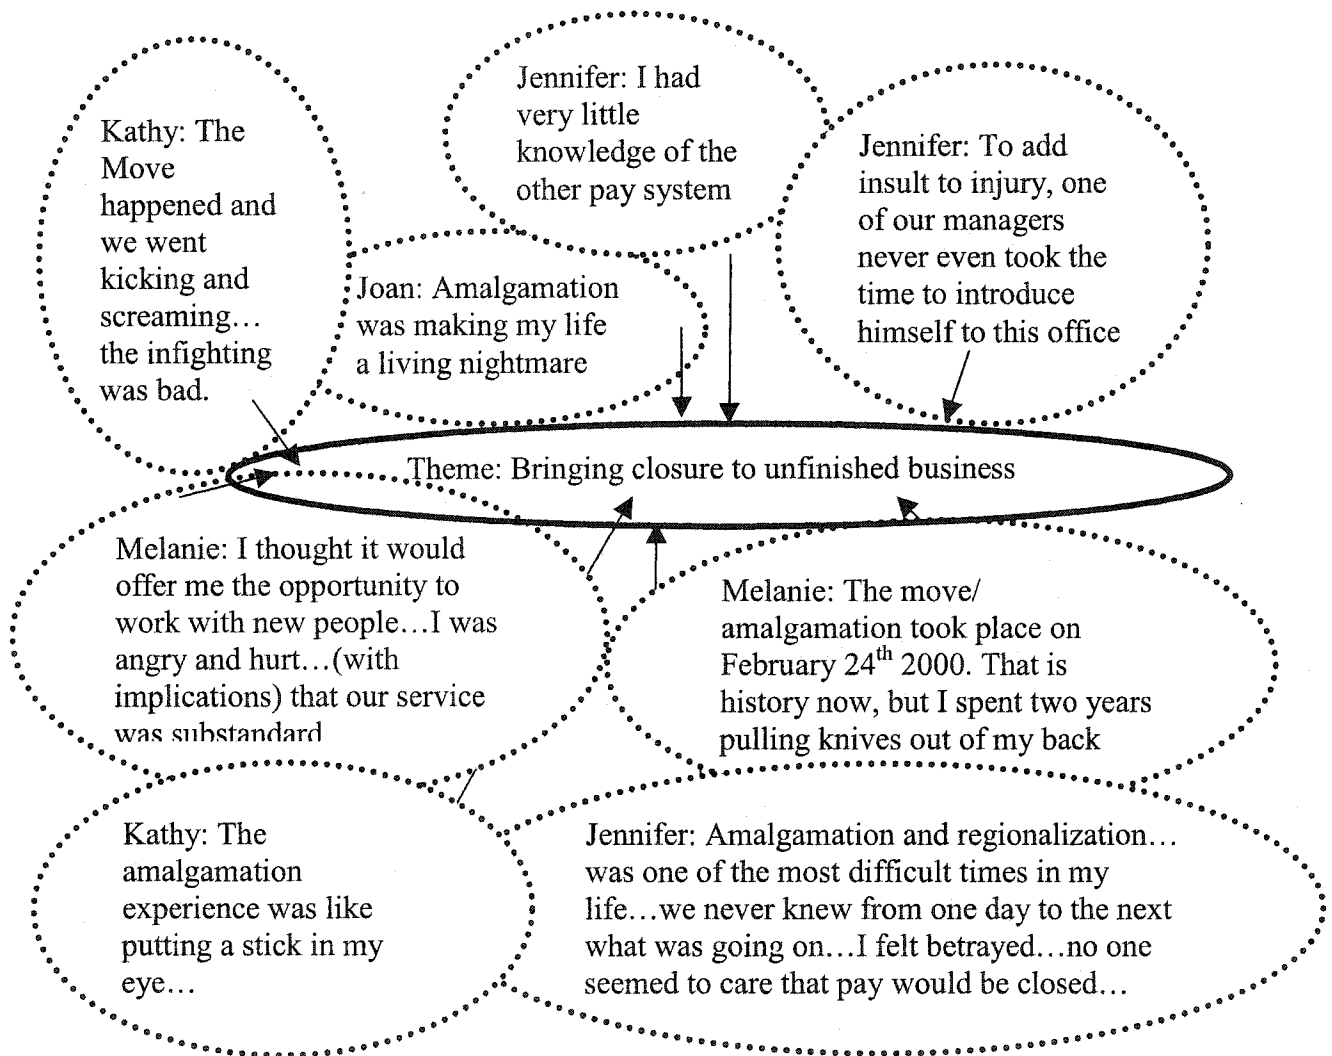 Kathy: The
Move
happened and
we went
kicking and
screaming…
the infighting
was bad.
Jennifer: I had
very little
knowledge of the
other pay system
Jennifer: To add
insult to injury, one
of our managers
never even took the
time to introduce
himself to this office
Joan: Amalgamation
was making my life
a living nightmare
Theme: Bringing closure to unfinished business
Melanie: I thought it would
offer me the opportunity to
work with new people…I was
angry and hurt…(with
implications) that our service
was substandard
Melanie: The move/
amalgamation took place on
February 24th 2000. That is
history now, but I spent two years
pulling knives out of my back
Kathy: The
amalgamation
experience was like
putting a stick in my
eye…
Jennifer: Amalgamation and regionalization…
was one of the most difficult times in my
life…we never knew from one day to the next
what was going on…I felt betrayed…no one
seemed to care that pay would be closed…